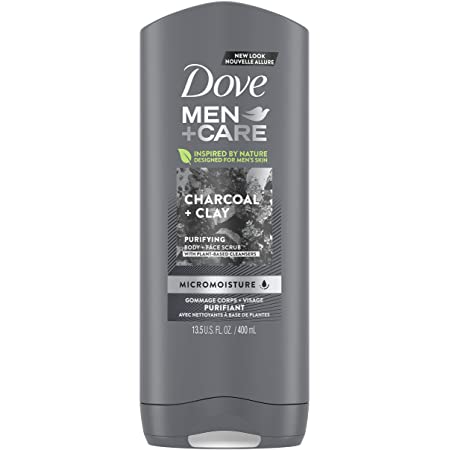 NEW LOOK
NOUVELLE ALLURE
Dove
MEN
+CARE
INSPIRED BY NATURE
DESIGNED FOR MEN'S SKIN
CHARCOAL
+ CLAY
PURIFYING
BODY + FACE SCRUB
WITH PLANT-BASED CLEANSERS
MICROMOISTURE
GOMMAGE CORPS + VISAGE
PURIFIANT
AVEC NETTOYANTS À BASE DE PLANTES
13.5 U.S. FL. OZ. / 400 mL